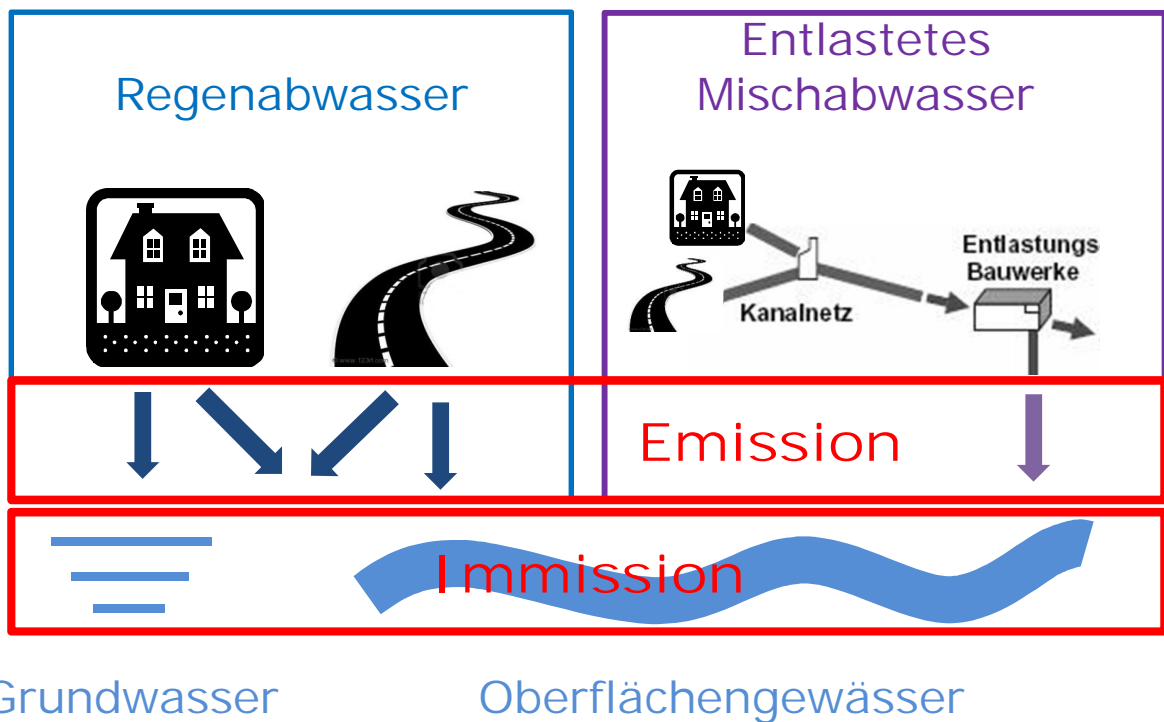 Regenabwasser
Entlastetes
Mischabwasser
Entlastungs
Bauwerke
Kanalnetz
Emission
Immission
Grundwasser
Oberflächengewässer